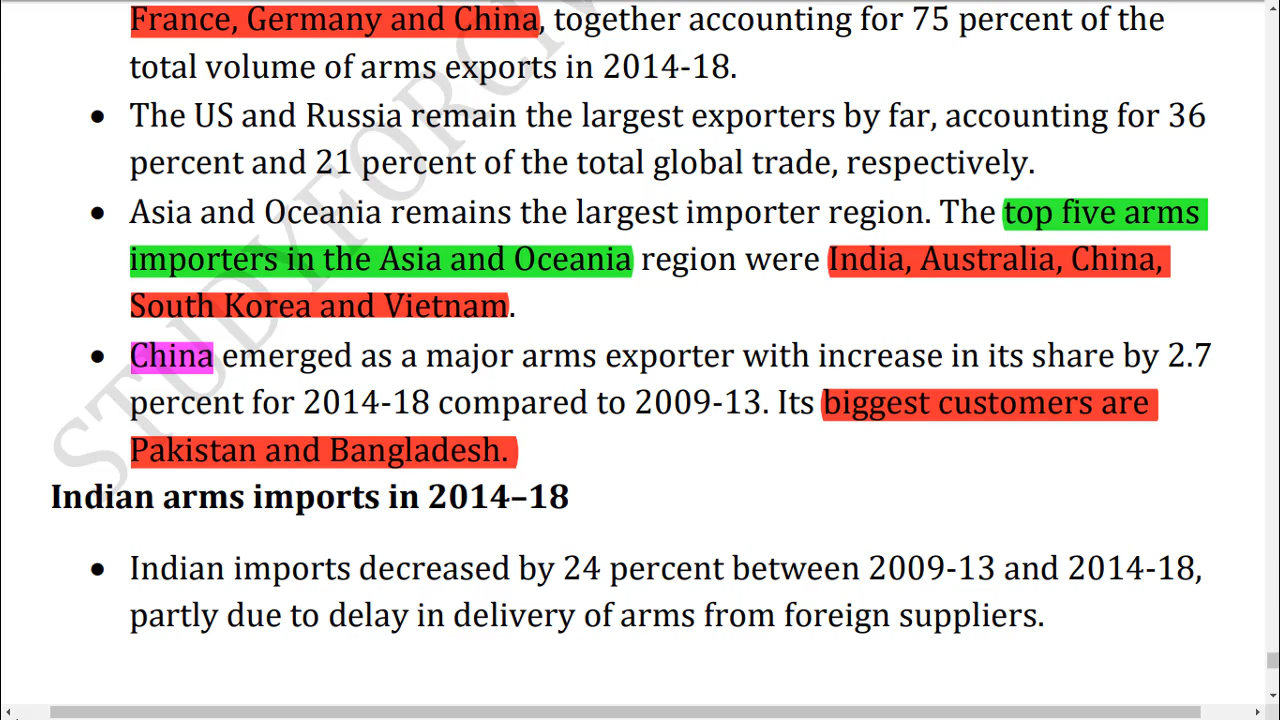 France, Germany and China, together accounting for 75 percent of the
total volume of arms exports in 2014-18.
• The US and Russia remain the largest exporters by far, accounting for 36
percent and 21 percent of the total global trade, respectively.
• Asia and Oceania remains the largest importer region. The top five arms
importers in the Asia and Oceania region were India, Australia, China,
South Korea and Vietnam.
• China emerged as a major arms exporter with increase in its share by 2.7
percent for 2014-18 compared to 2009-13. Its biggest customers are
Pakistan and Bangladesh.
Indian arms imports in 2014–18
• Indian imports decreased by 24 percent between 2009-13 and 2014-18,
partly due to delay in delivery of arms from foreign suppliers.